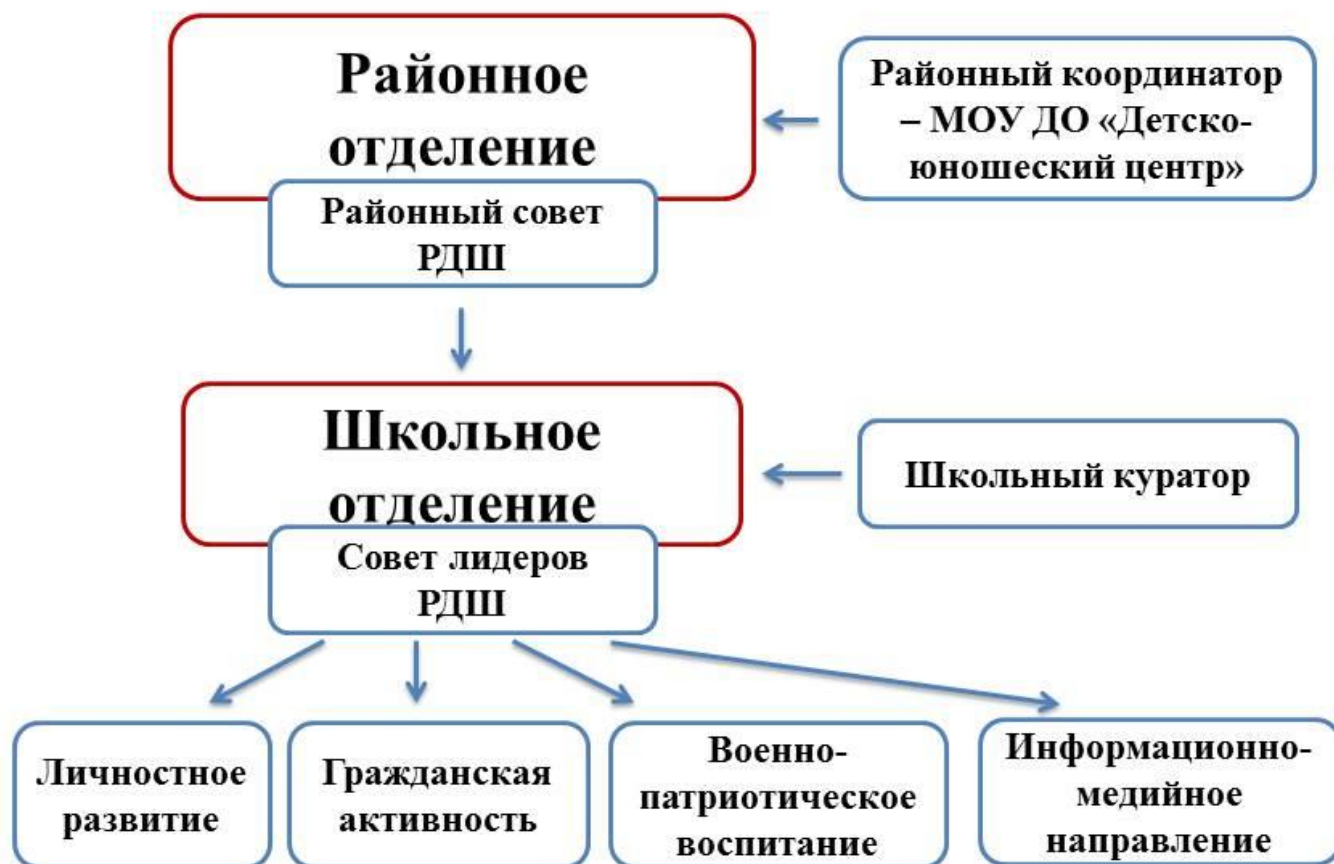 Районное
отделение
Районный совет
РДШ
Районный координатор
– МОУ ДО «Детско-
юношеский центр»
Школьное
отделение
Совет лидеров
РДШ
Школьный куратор
Личностное
развитие
Гражданская
активность
Военно-
патриотическое
воспитание
Информационно-
медийное
направление